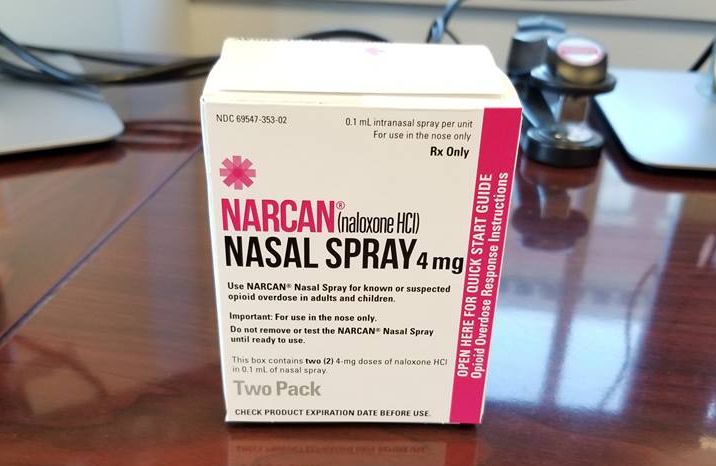 NDC 69547-353-02
0.1 mL intranasal spray per unit
For use in the nose only
Rx Only
NARCAN® (naloxone HCl)
NASAL SPRAY 4 mg
Use NARCAN® Nasal Spray for known or suspected
opioid overdose in adults and children.
Important: For use in the nose only.
Do not remove or test the NARCAN® Nasal Spray
until ready to use.
This box contains two (2) 4-mg doses of naloxone HCl
in 0.1 mL of nasal spray.
Two Pack
CHECK PRODUCT EXPIRATION DATE BEFORE USE.
OPEN HERE FOR QUICK START GUIDE
Opioid Overdose Response Instructions